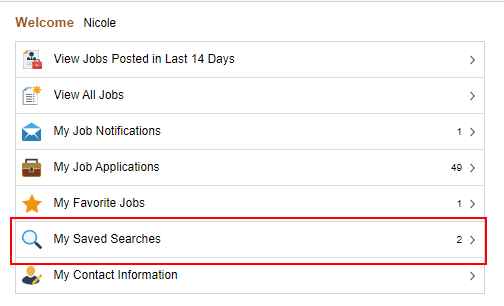 Welcome Nicole
View Jobs Posted in Last 14 Days
View All Jobs
My Job Notifications 1
My Job Applications 49
My Favorite Jobs 1
My Saved Searches 2
My Contact Information